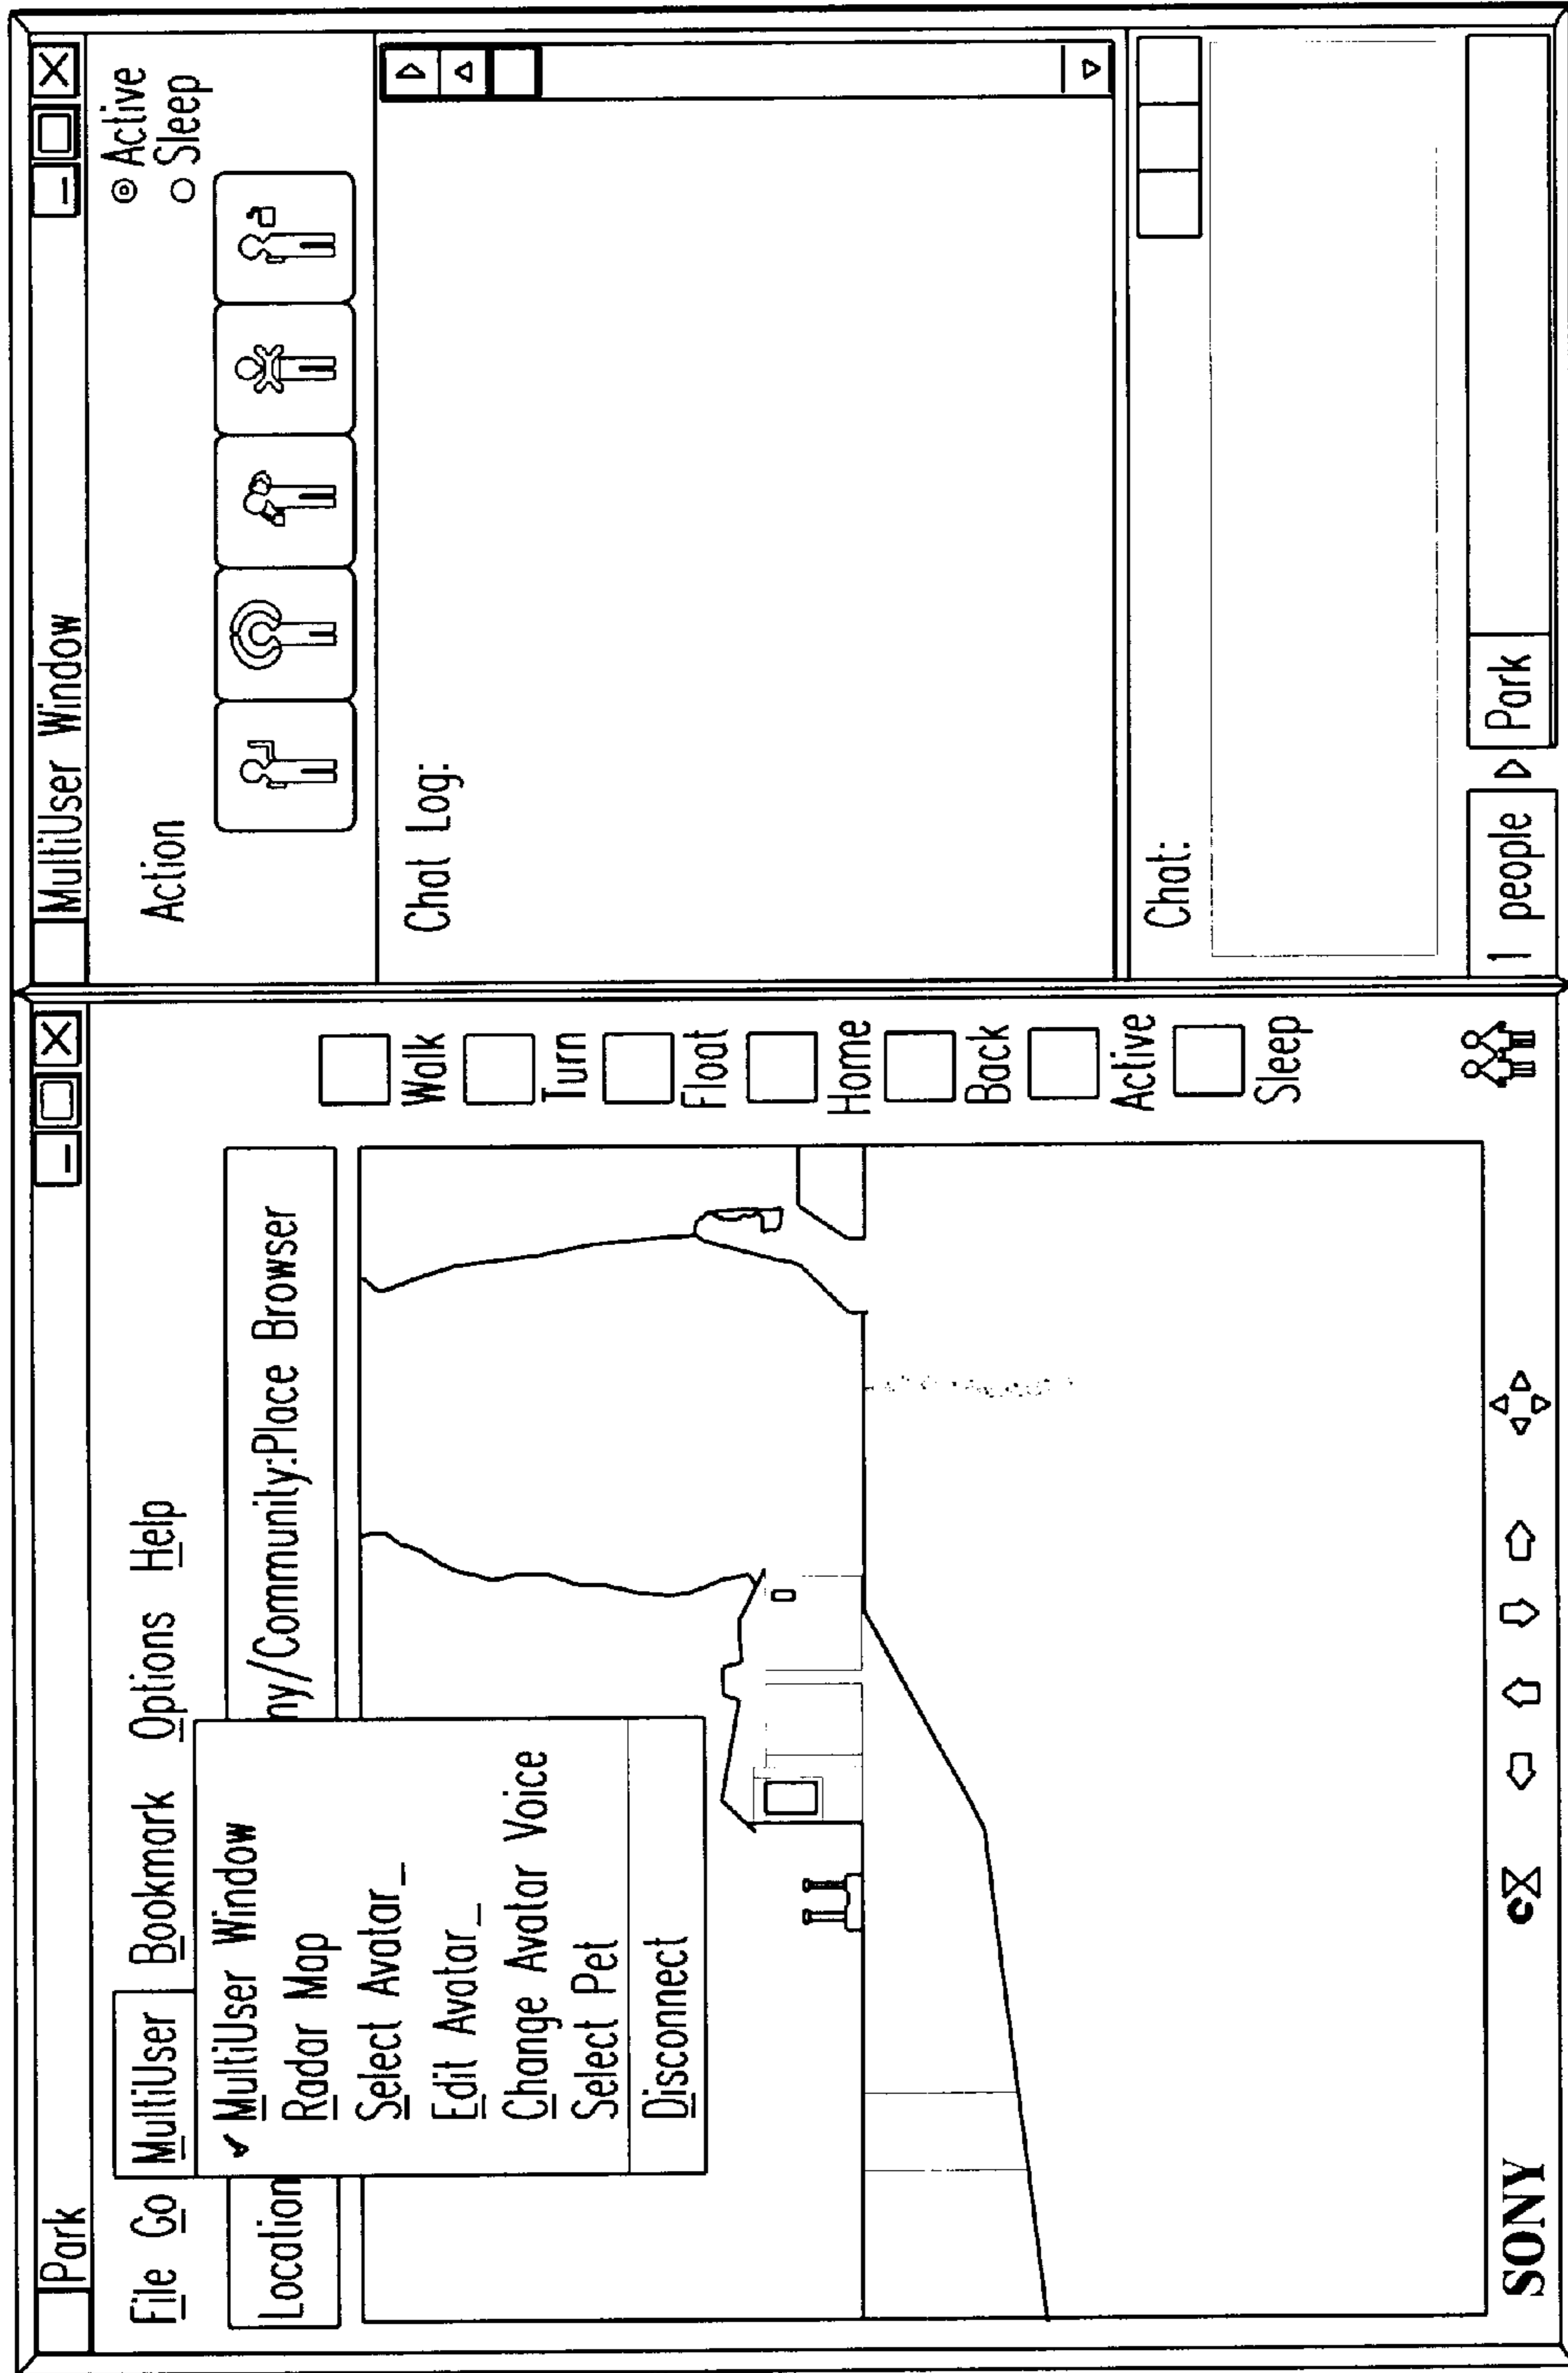 Park
File Go MultiUser Bookmark Options Help
Location ny/Community:Place Browser
✓ MultiUser Window
Radar Map
Select Avatar_
Edit Avatar_
Change Avatar Voice
Select Pet
Disconnect
Walk
Turn
Float
Home
Back
Active
Sleep
SONY
MultiUser Window
Action
Active
Sleep
Chat Log:
Chat:
1 people
Park